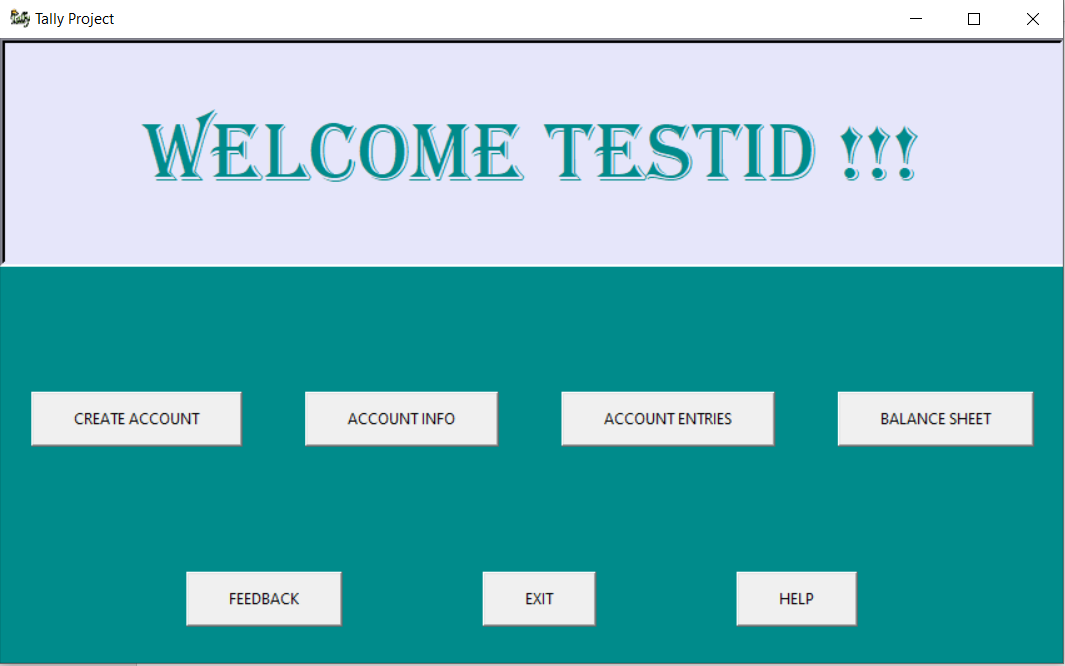 Tally Project
WELCOME TESTID !!!
CREATE ACCOUNT ACCOUNT INFO ACCOUNT ENTRIES BALANCE SHEET
FEEDBACK EXIT HELP